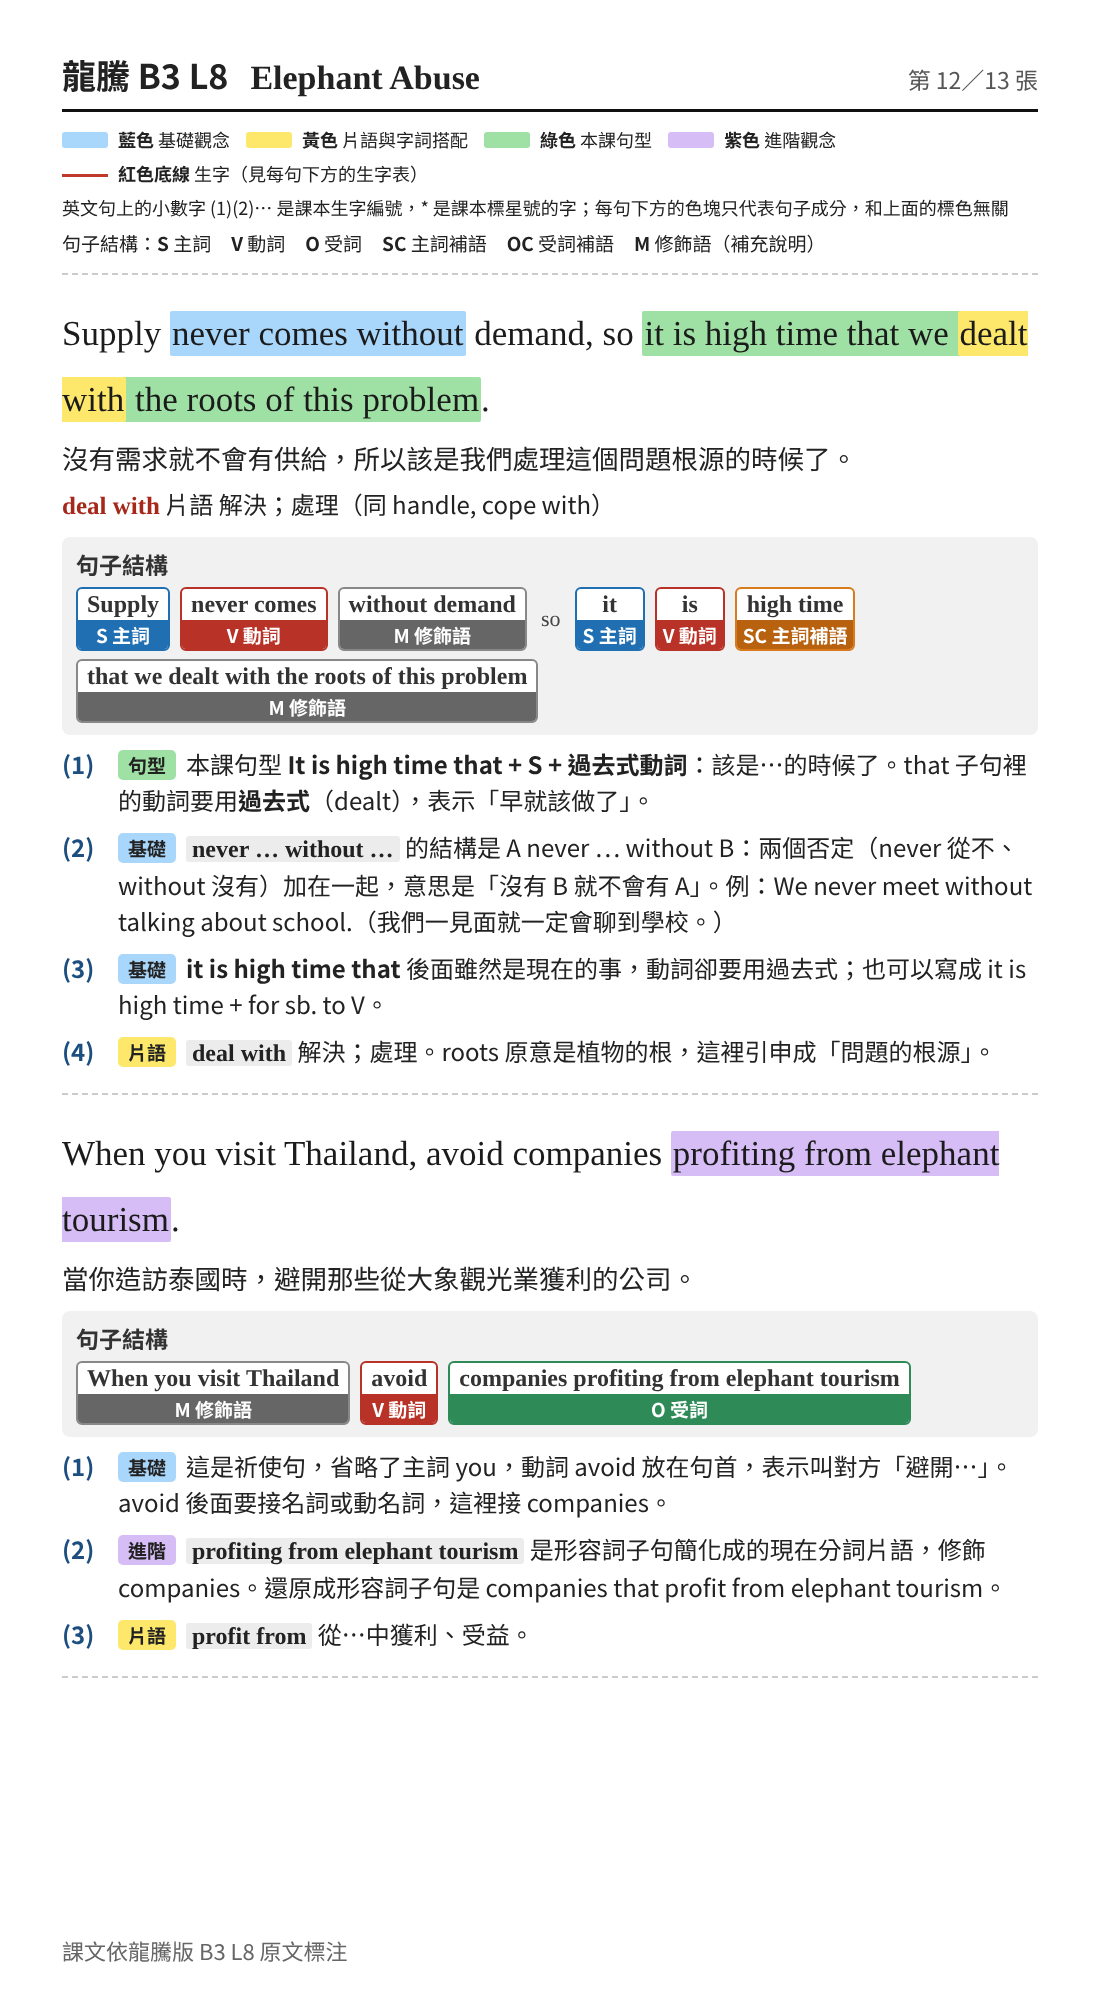 龍騰 B3 L8 Elephant Abuse
第 12／13 張
藍色 基礎觀念 黃色 片語與字詞搭配 綠色 本課句型 紫色 進階觀念
紅色底線 生字（見每句下方的生字表）
英文句上的小數字 (1)(2)⋯ 是課本生字編號，* 是課本標星號的字；每句下方的色塊只代表句子成分，和上面的標色無關
句子結構：S 主詞 V 動詞 O 受詞 SC 主詞補語 OC 受詞補語 M 修飾語（補充說明）
Supply never comes without demand, so it is high time that we dealt
with the roots of this problem.
沒有需求就不會有供給，所以該是我們處理這個問題根源的時候了。
deal with 片語 解決；處理（同 handle, cope with）
句子結構
Supply never comes without demand so it is high time
S 主詞 V 動詞 M 修飾語 S 主詞 V 動詞 SC 主詞補語
that we dealt with the roots of this problem
M 修飾語
(1) 句型 本課句型 It is high time that + S + 過去式動詞：該是⋯的時候了。that 子句裡
的動詞要用過去式（dealt），表示「早就該做了」。
(2) 基礎 never … without … 的結構是 A never … without B：兩個否定（never 從不、
without 沒有）加在一起，意思是「沒有 B 就不會有 A」。例：We never meet without
talking about school.（我們一見面就一定會聊到學校。）
(3) 基礎 it is high time that 後面雖然是現在的事，動詞卻要用過去式；也可以寫成 it is
high time + for sb. to V。
(4) 片語 deal with 解決；處理。roots 原意是植物的根，這裡引申成「問題的根源」。
When you visit Thailand, avoid companies profiting from elephant
tourism.
當你造訪泰國時，避開那些從大象觀光業獲利的公司。
句子結構
When you visit Thailand avoid companies profiting from elephant tourism
M 修飾語 V 動詞 O 受詞
(1) 基礎 這是祈使句，省略了主詞 you，動詞 avoid 放在句首，表示叫對方「避開⋯」。
avoid 後面要接名詞或動名詞，這裡接 companies。
(2) 進階 profiting from elephant tourism 是形容詞子句簡化成的現在分詞片語，修飾
companies。還原成形容詞子句是 companies that profit from elephant tourism。
(3) 片語 profit from 從⋯中獲利、受益。
課文依龍騰版 B3 L8 原文標注